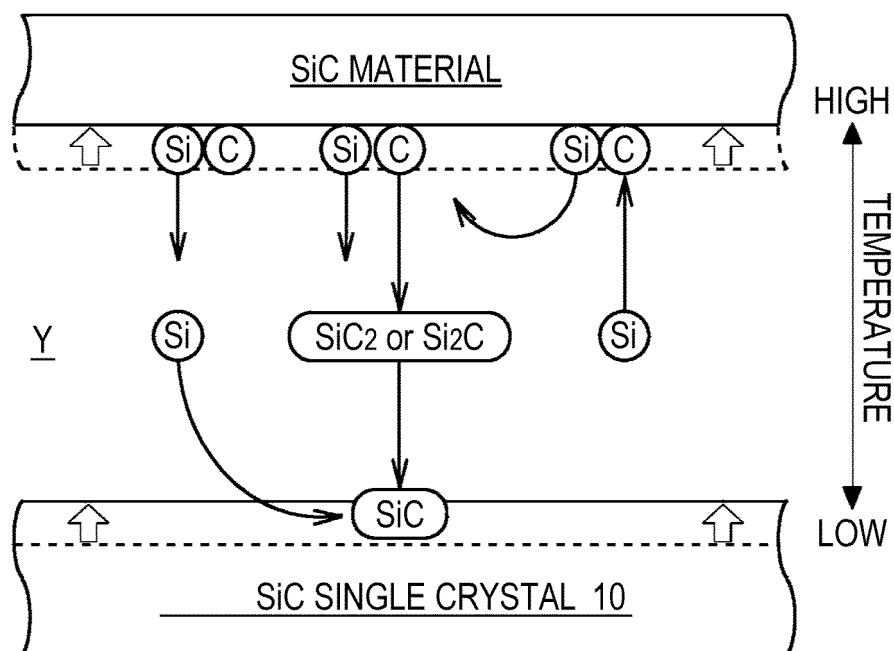 SiC MATERIAL
HIGH
Si C Si C Si C
TEMPERATURE
Y Si SiC2 or Si2C Si
SiC
LOW
SiC SINGLE CRYSTAL 10